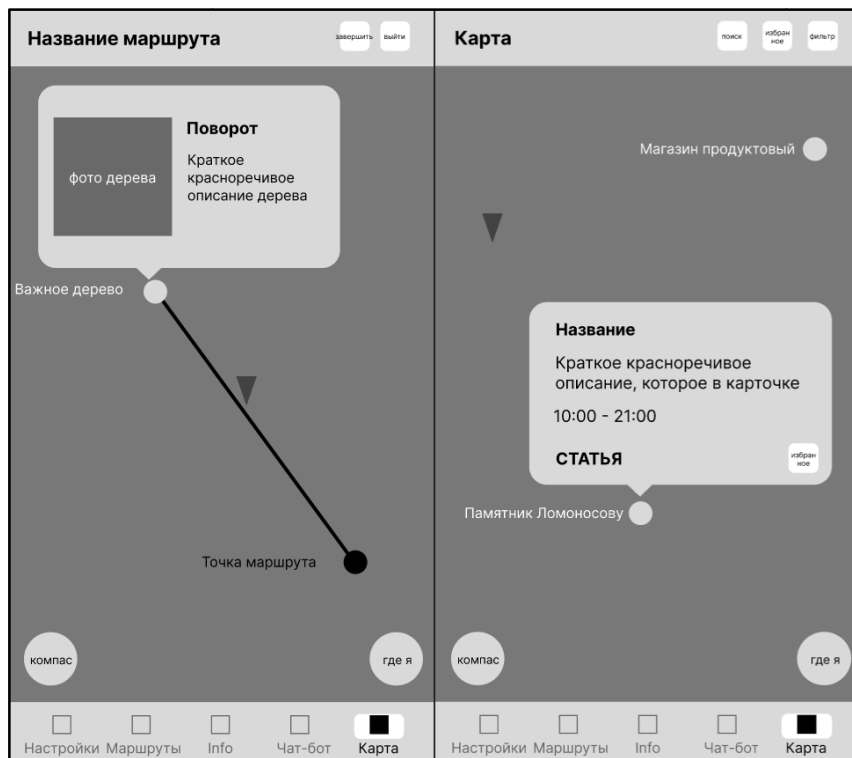 Название маршрута
завершить
выйти
фото дерева
Поворот
Краткое
красноречивое
описание дерева
Важное дерево
Точка маршрута
компас
где я
Настройки
Маршруты
Info
Чат-бот
Карта
Карта
поиск
избран
ное
фильтр
Магазин продуктовый
Название
Краткое красноречивое
описание, которое в карточке
10:00 - 21:00
СТАТЬЯ
избран
ное
Памятник Ломоносову
компас
где я
Настройки
Маршруты
Info
Чат-бот
Карта